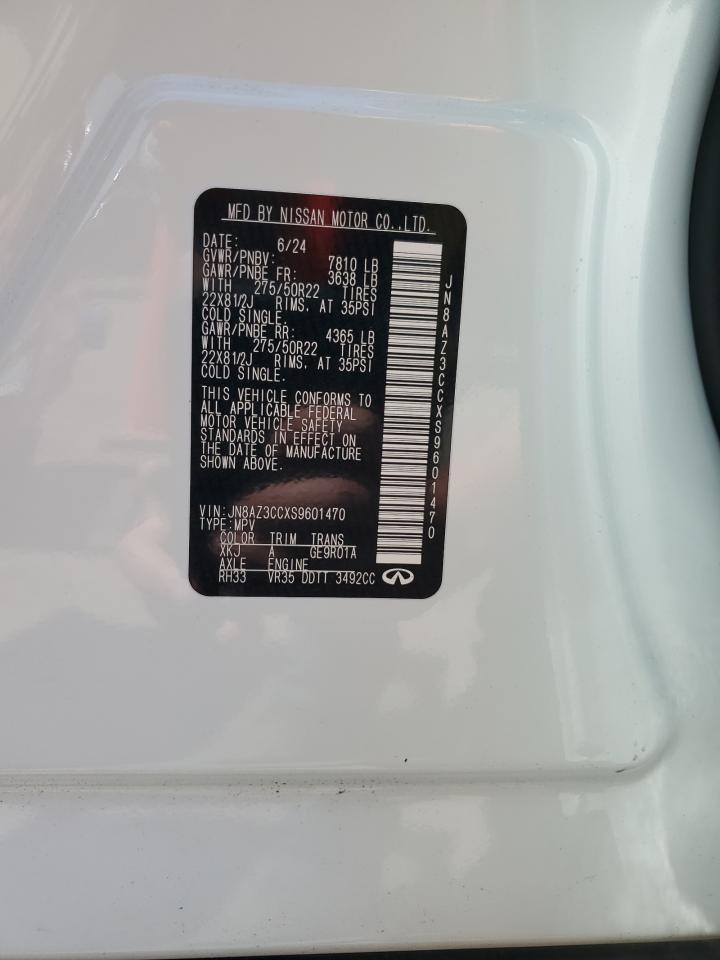 MFD BY NISSAN MOTOR CO.,LTD.
DATE: 6/24
GVWR/PNBV: 7810 LB
GAWR/PNBE FR: 3638 LB
WITH 275/50R22 TIRES
22X81/2J RIMS, AT 35PSI
COLD SINGLE.
GAWR/PNBE RR: 4365 LB
WITH 275/50R22 TIRES
22X81/2J RIMS, AT 35PSI
COLD SINGLE.
THIS VEHICLE CONFORMS TO
ALL APPLICABLE FEDERAL
MOTOR VEHICLE SAFETY
STANDARDS IN EFFECT ON
THE DATE OF MANUFACTURE
SHOWN ABOVE.
VIN:JN8AZ3CCXS9601470
TYPE:MPV
COLOR TRIM TRANS
XKJ A GE9R01A
AXLE ENGINE
RH33 VR35 DDTT 3492CC
JN8AZ3CCXS9601470